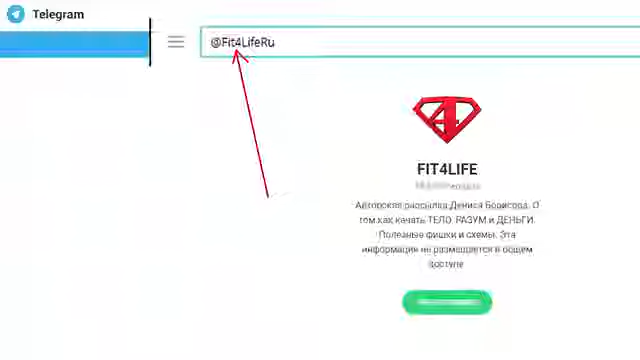 Telegram
@Fit4LifeRu
FIT4LIFE
Авторская рассылка Дениса Борисова. О
том как качать ТЕЛО, РАЗУМ и ДЕНЬГИ.
Полезные фишки и схемы. Эта
информация не размещается в общем
доступе